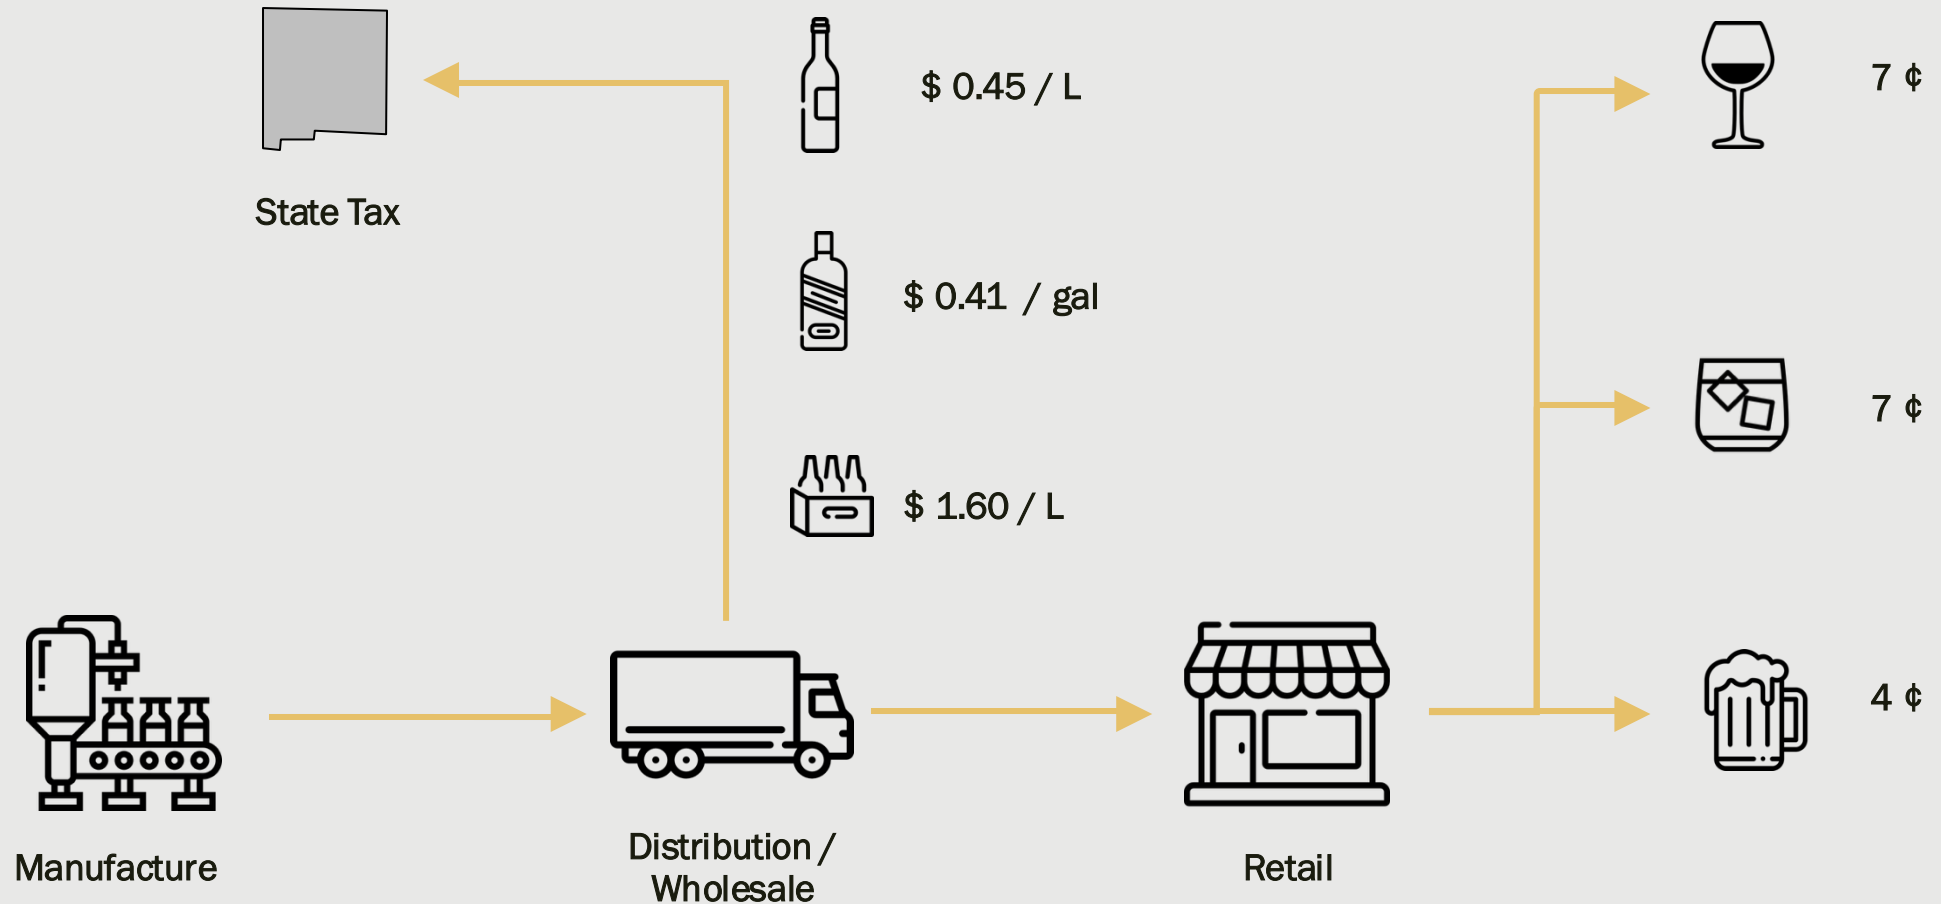 $ 0.45 / L
7 ¢
State Tax
$ 0.41 / gal
7 ¢
$ 1.60 / L
4 ¢
Manufacture
Distribution /
Wholesale
Retail